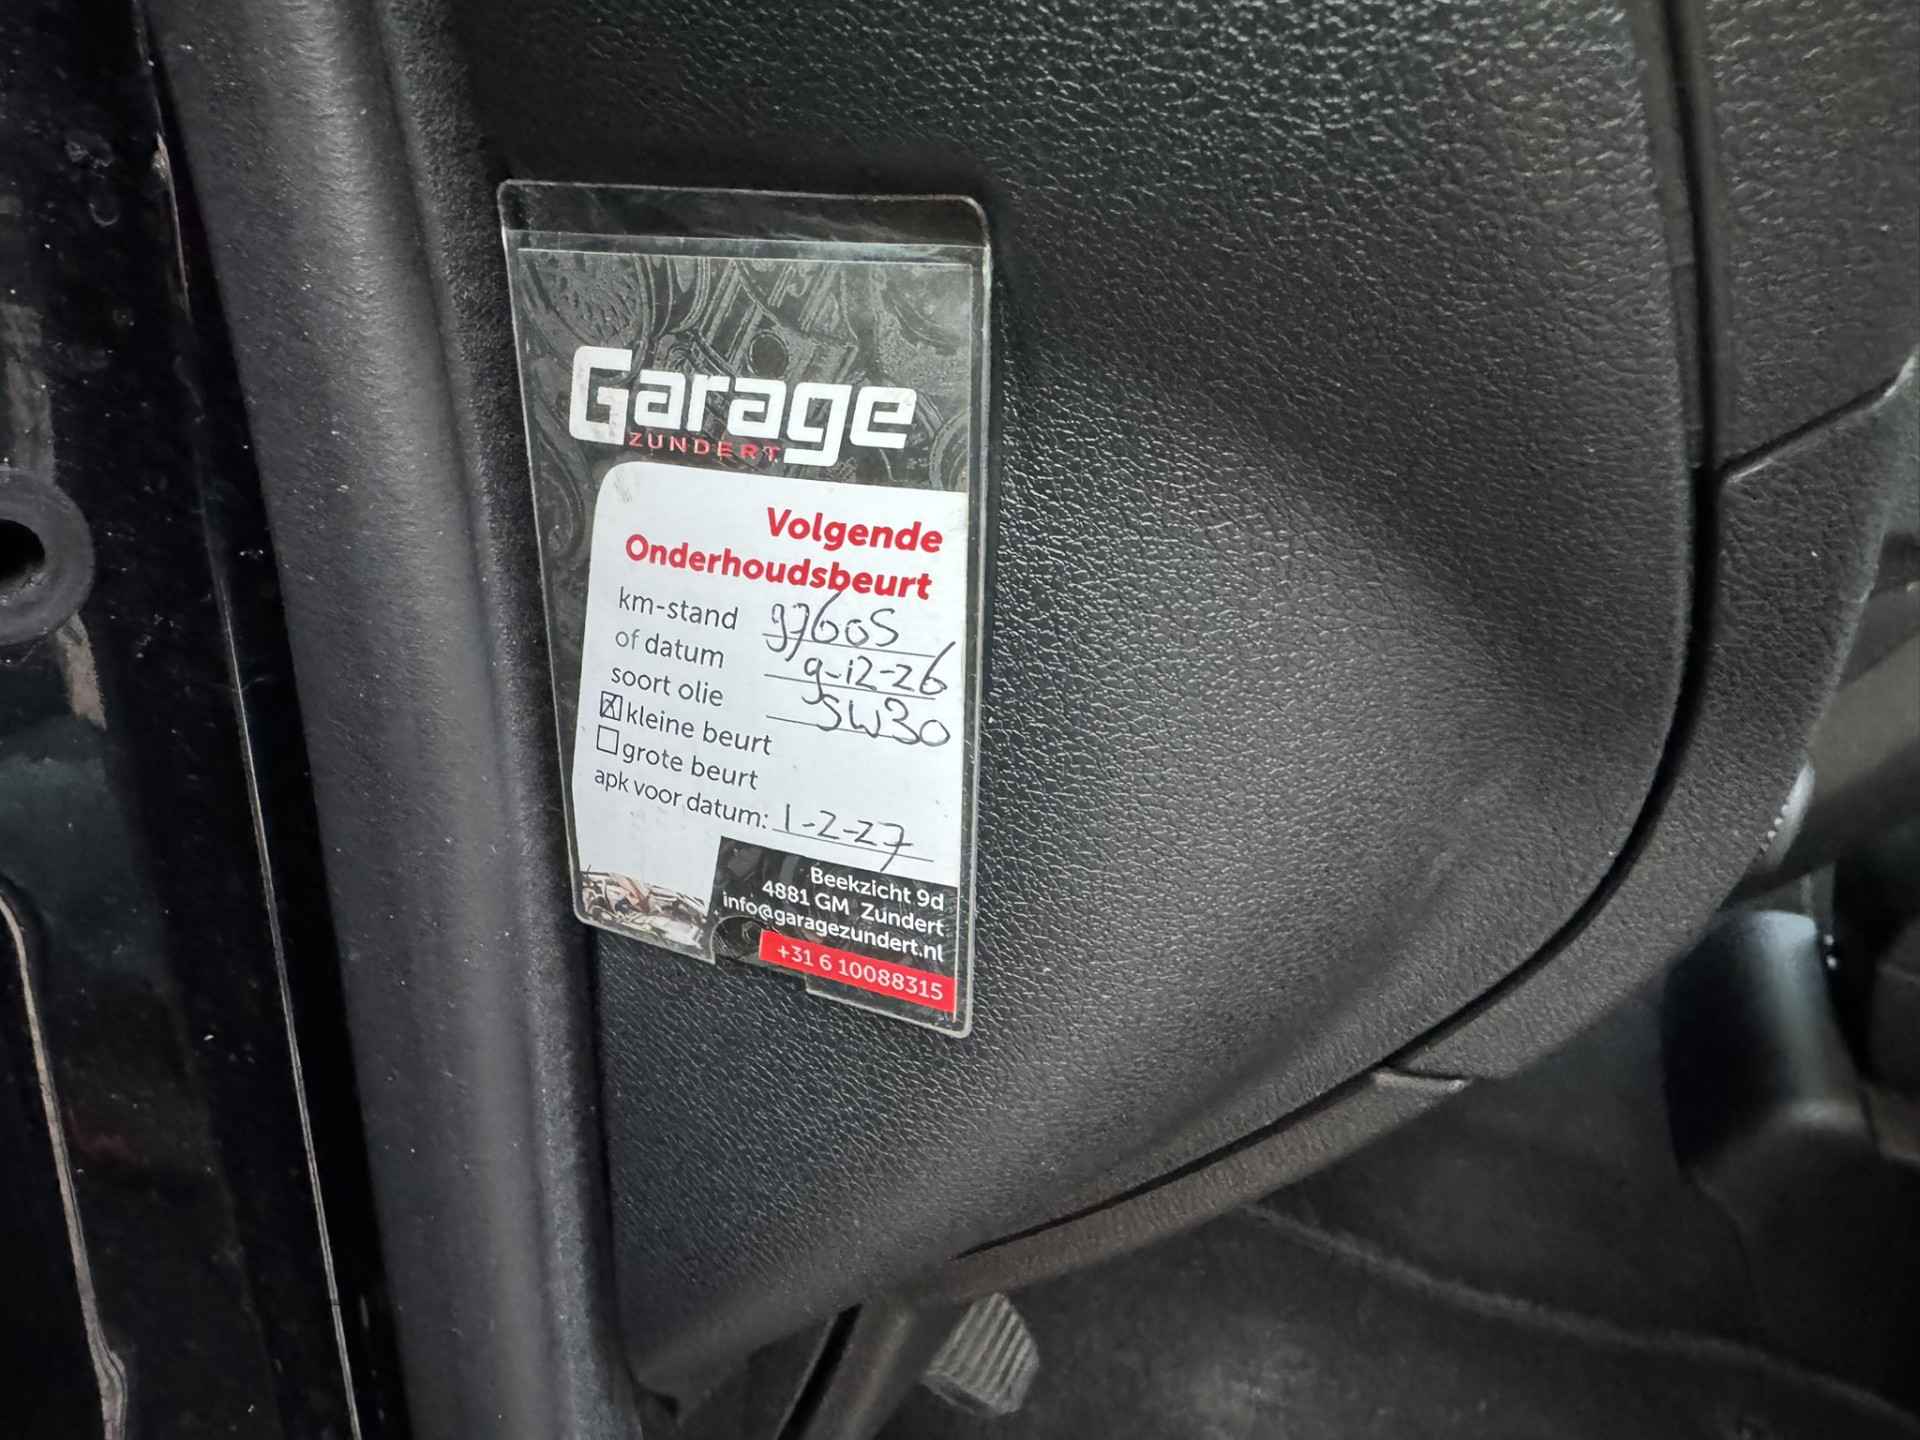 Garage
ZUNDERT
Volgende
Onderhoudsbeurt
km-stand 97605
of datum 9-12-26
soort olie 5W30
kleine beurt
grote beurt
apk voor datum: 1-2-27
Beekzicht 9d
4881 GM Zundert
info@garagezundert.nl
+31 6 10088315